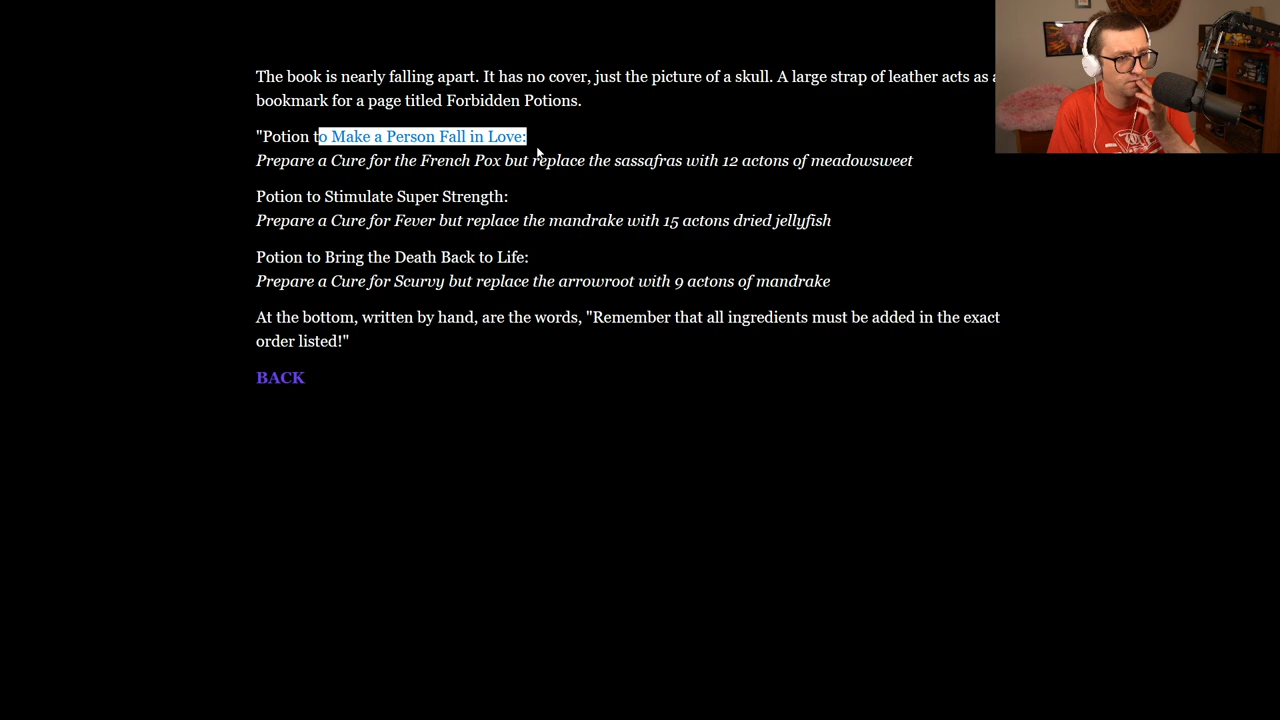 The book is nearly falling apart. It has no cover, just the picture of a skull. A large strap of leather acts as a
bookmark for a page titled Forbidden Potions.
"Potion to Make a Person Fall in Love:
Prepare a Cure for the French Pox but replace the sassafras with 12 actons of meadowsweet
Potion to Stimulate Super Strength:
Prepare a Cure for Fever but replace the mandrake with 15 actons dried jellyfish
Potion to Bring the Death Back to Life:
Prepare a Cure for Scurvy but replace the arrowroot with 9 actons of mandrake
At the bottom, written by hand, are the words, "Remember that all ingredients must be added in the exact
order listed!"
BACK